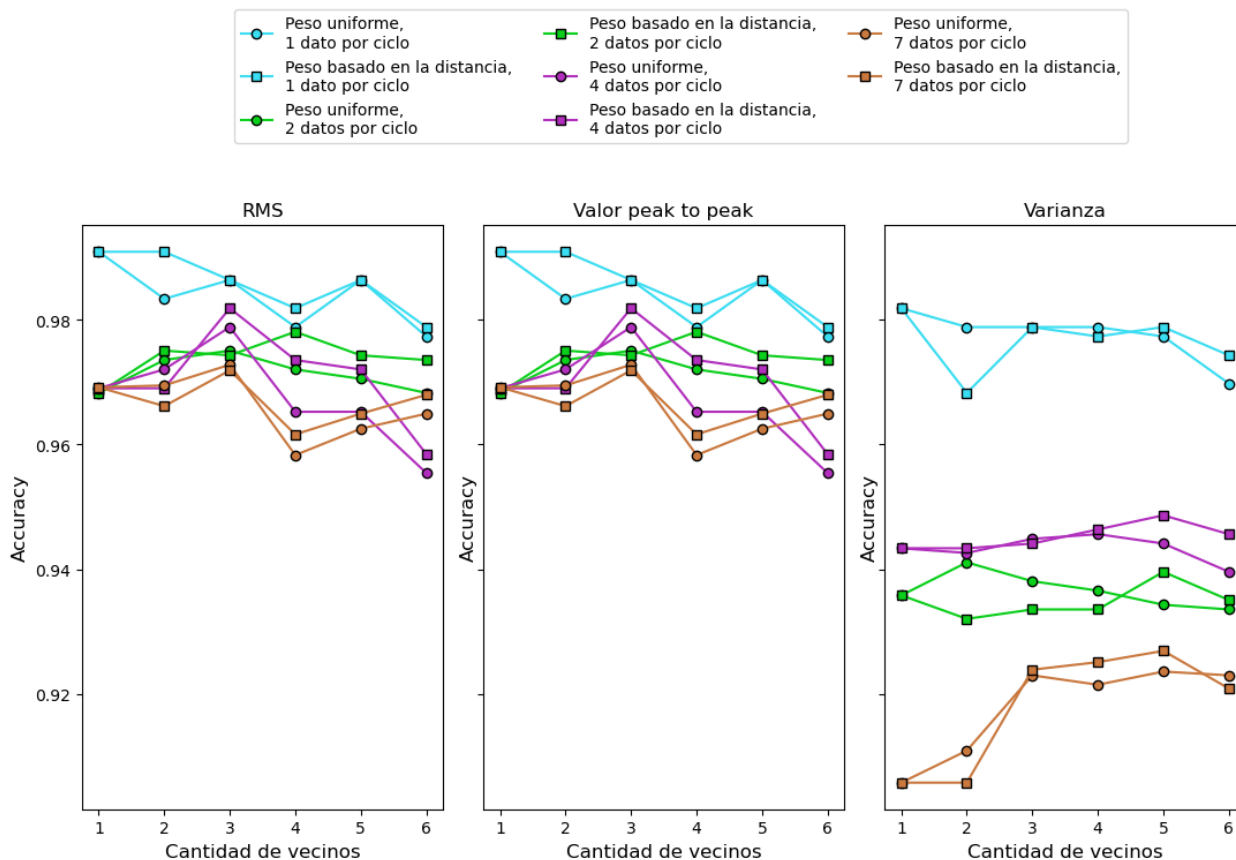 Peso uniforme,
1 dato por ciclo
Peso basado en la distancia,
1 dato por ciclo
Peso uniforme,
2 datos por ciclo
Peso basado en la distancia,
2 datos por ciclo
Peso uniforme,
4 datos por ciclo
Peso basado en la distancia,
4 datos por ciclo
Peso uniforme,
7 datos por ciclo
Peso basado en la distancia,
7 datos por ciclo
RMS
Accuracy
0.98
0.96
0.94
0.92
1 2 3 4 5 6
Cantidad de vecinos
Valor peak to peak
Accuracy
1 2 3 4 5 6
Cantidad de vecinos
Varianza
Accuracy
1 2 3 4 5 6
Cantidad de vecinos